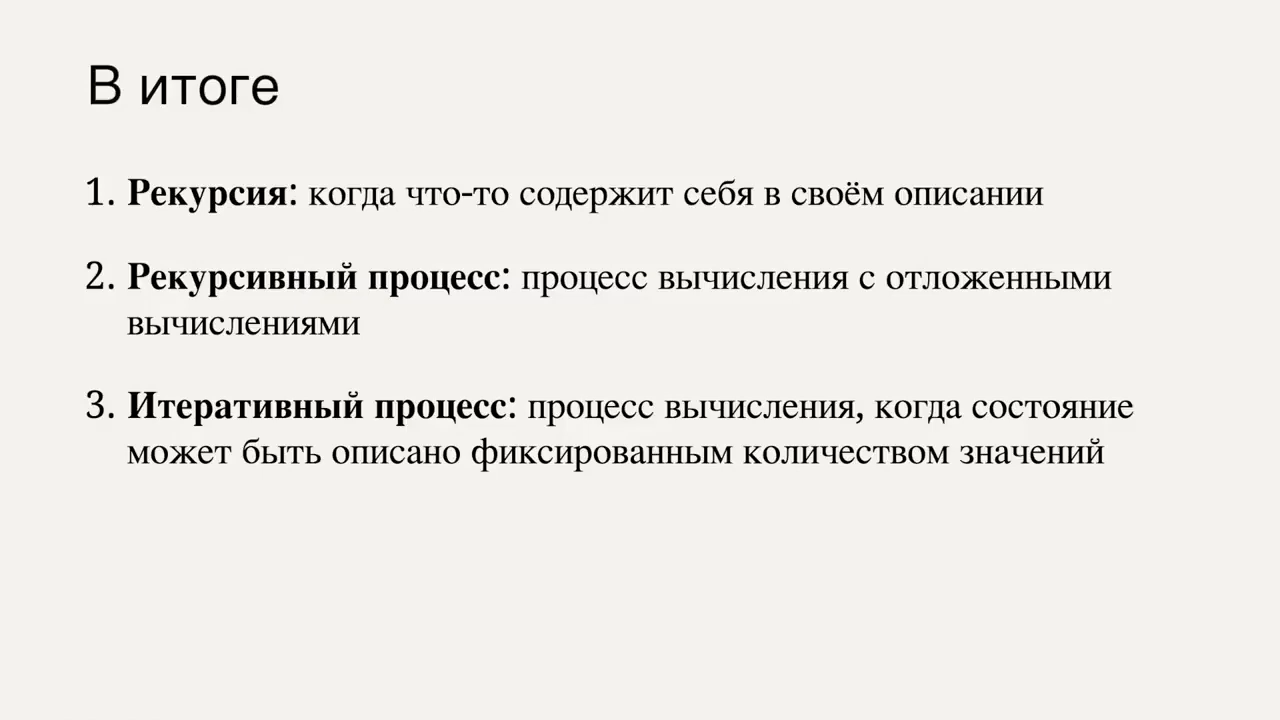 В итоге
1. Рекурсия: когда что-то содержит себя в своём описании
2. Рекурсивный процесс: процесс вычисления с отложенными
вычислениями
3. Итеративный процесс: процесс вычисления, когда состояние
может быть описано фиксированным количеством значений